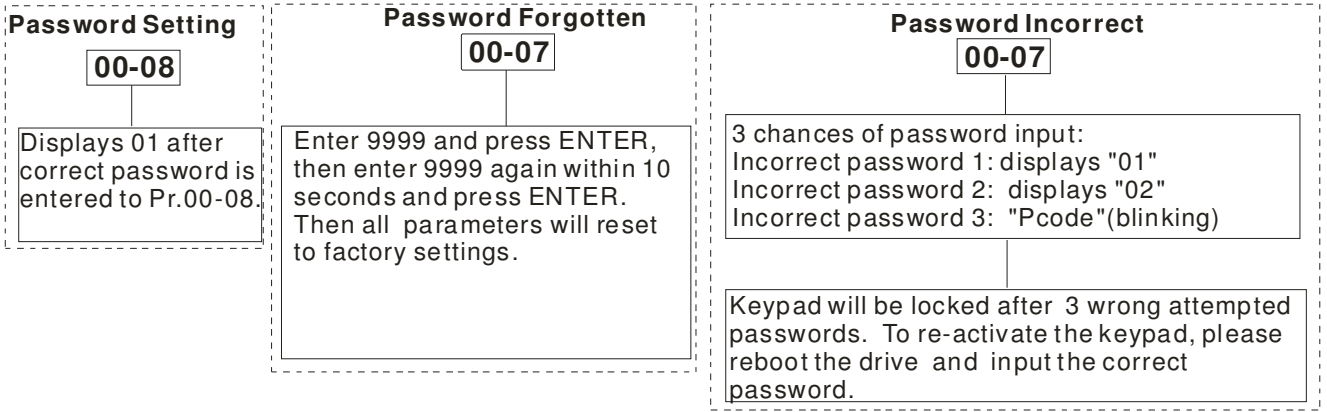 Password Setting
00-08
Displays 01 after
correct password is
entered to Pr.00-08.
Password Forgotten
00-07
Enter 9999 and press ENTER,
then enter 9999 again within 10
seconds and press ENTER.
Then all parameters will reset
to factory settings.
Password Incorrect
00-07
3 chances of password input:
Incorrect password 1: displays "01"
Incorrect password 2: displays "02"
Incorrect password 3: "Pcode"(blinking)
Keypad will be locked after 3 wrong attempted
passwords. To re-activate the keypad, please
reboot the drive and input the correct
password.